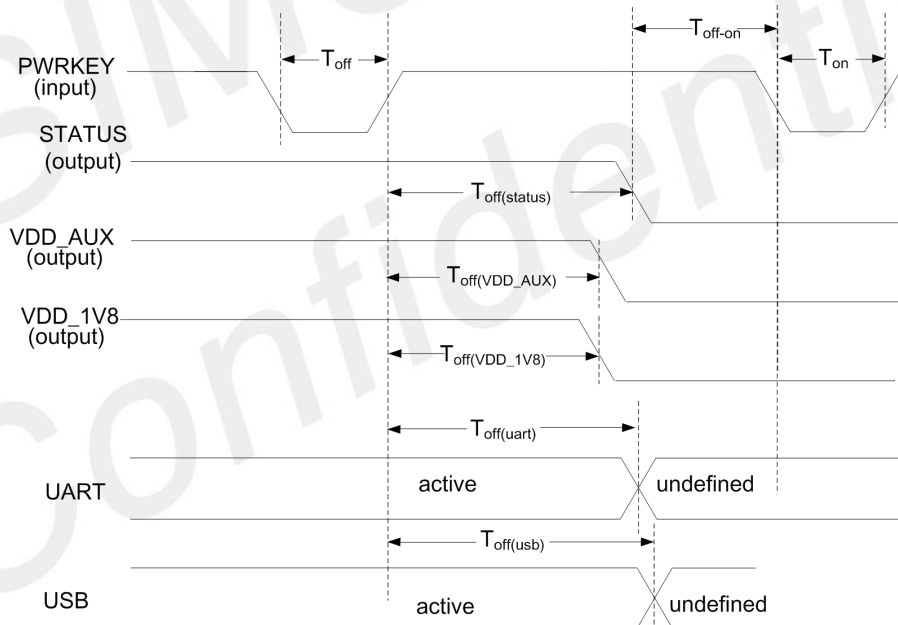 Toff-on
Toff
Ton
PWRKEY
(input)
STATUS
(output)
Toff(status)
VDD_AUX
(output)
Toff(VDD_AUX)
VDD_1V8
(output)
Toff(VDD_1V8)
Toff(uart)
UART
active
undefined
Toff(usb)
USB
active
undefined